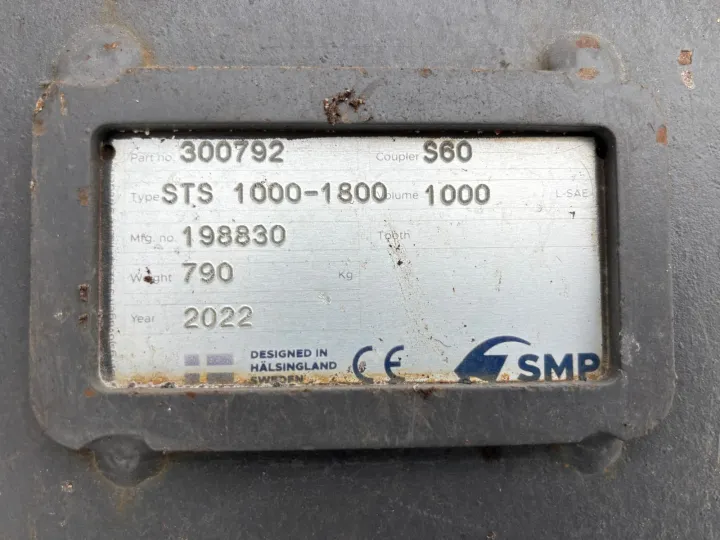 Part no. 300792 Coupler S60
Type STS 1000-1800 Volume 1000 L-SAE
Mfg. no. 198830 Tooth
Weight 790 Kg
Year 2022
DESIGNED IN
HÄLSINGLAND
SWEDEN
CE
SMP